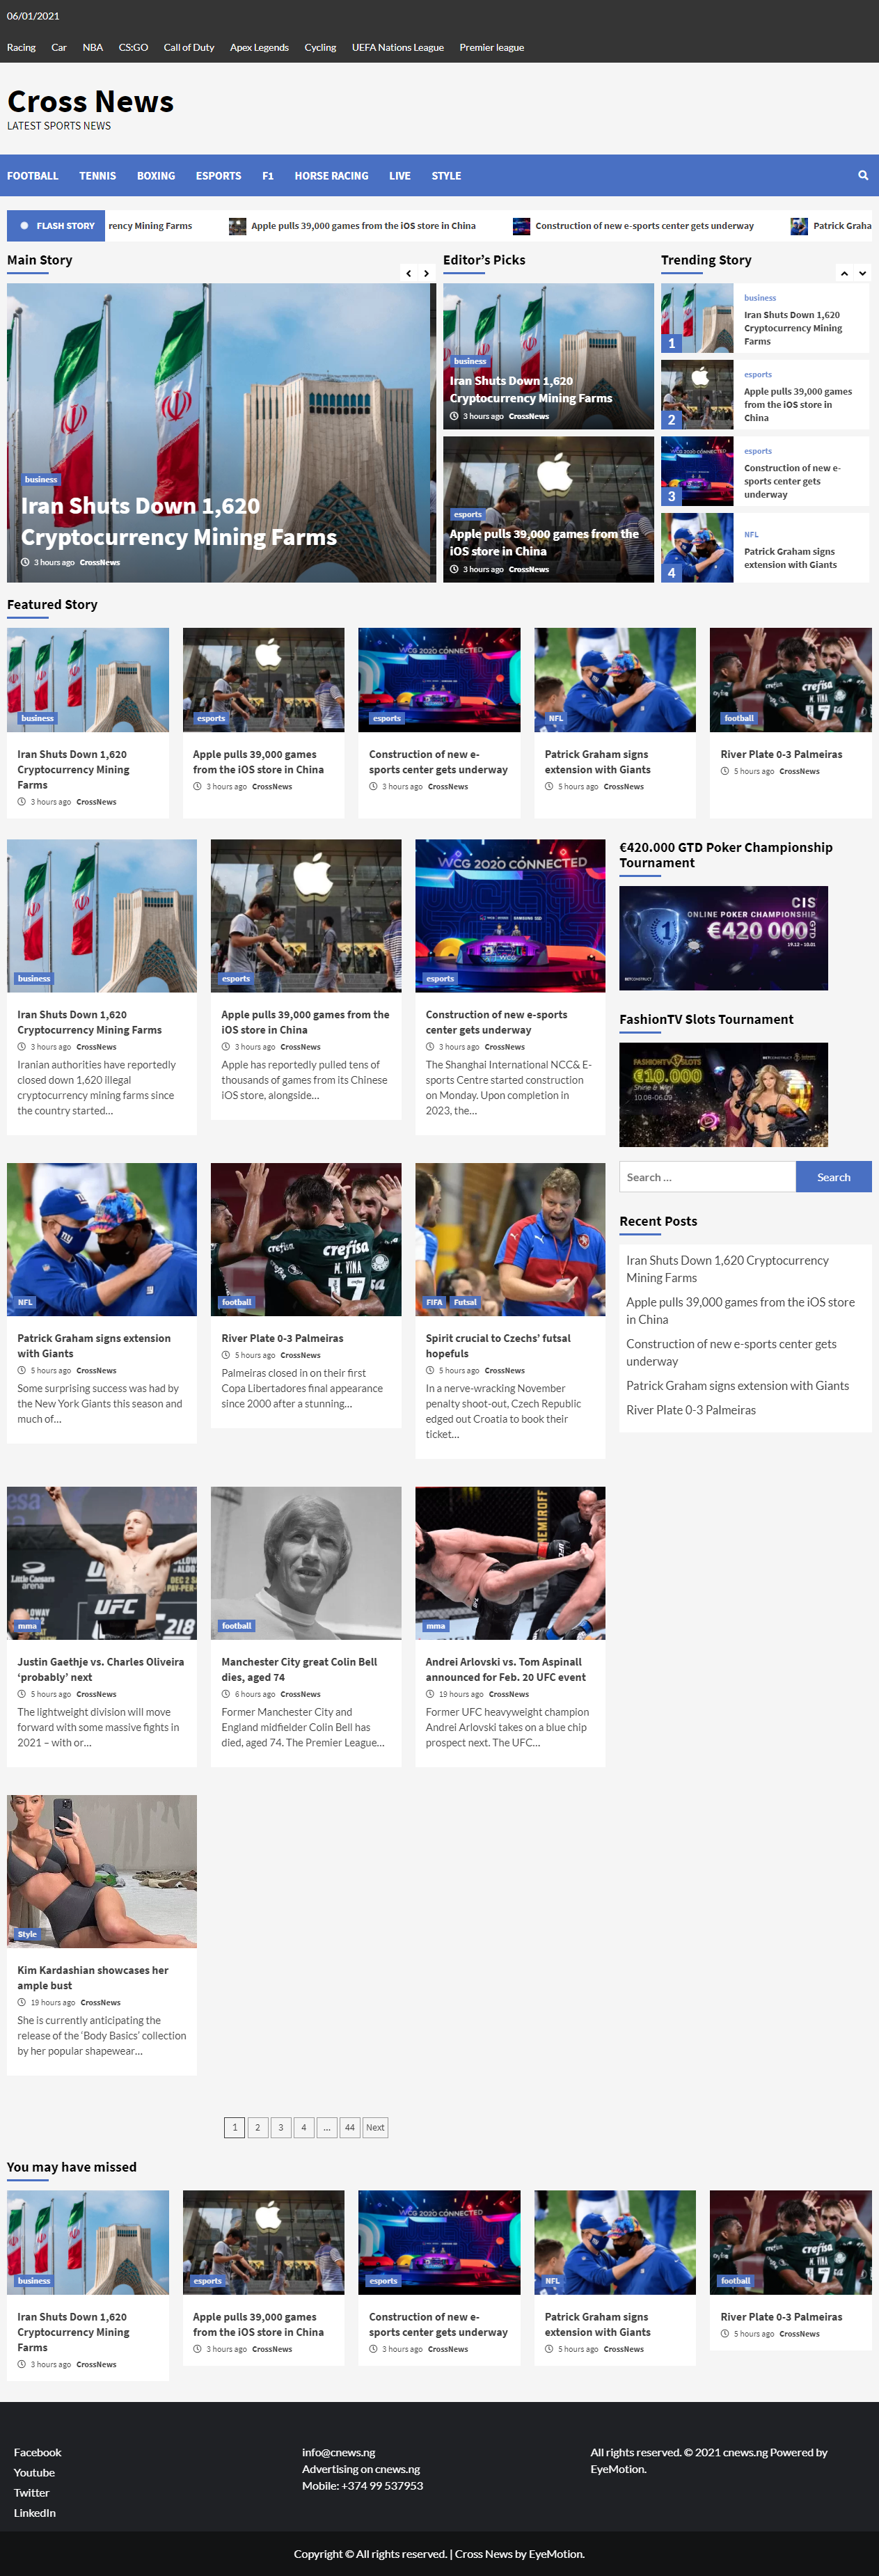 06/01/2021
Racing Car NBA CS:GO Call of Duty Apex Legends Cycling UEFA Nations League Premier league
Cross News
LATEST SPORTS NEWS
FOOTBALL TENNIS BOXING ESPORTS F1 HORSE RACING LIVE STYLE
FLASH STORY rency Mining Farms Apple pulls 39,000 games from the iOS store in China Construction of new e-sports center gets underway Patrick Graha
Main Story
business
Iran Shuts Down 1,620
Cryptocurrency Mining Farms
3 hours ago CrossNews
Editor's Picks
business
Iran Shuts Down 1,620
Cryptocurrency Mining Farms
3 hours ago CrossNews
esports
Apple pulls 39,000 games from the
iOS store in China
3 hours ago CrossNews
Trending Story
1
business
Iran Shuts Down 1,620
Cryptocurrency Mining
Farms
2
esports
Apple pulls 39,000 games
from the iOS store in
China
3
esports
Construction of new e-
sports center gets
underway
4
NFL
Patrick Graham signs
extension with Giants
Featured Story
business
Iran Shuts Down 1,620
Cryptocurrency Mining
Farms
3 hours ago CrossNews
esports
Apple pulls 39,000 games
from the iOS store in China
3 hours ago CrossNews
WCG 2020 CONNECTED
esports
Construction of new e-
sports center gets underway
3 hours ago CrossNews
NFL
Patrick Graham signs
extension with Giants
5 hours ago CrossNews
crefisa
17
football
River Plate 0-3 Palmeiras
5 hours ago CrossNews
business
Iran Shuts Down 1,620
Cryptocurrency Mining Farms
3 hours ago CrossNews
Iranian authorities have reportedly
closed down 1,620 illegal
cryptocurrency mining farms since
the country started...
esports
Apple pulls 39,000 games from the
iOS store in China
3 hours ago CrossNews
Apple has reportedly pulled tens of
thousands of games from its Chinese
iOS store, alongside...
WCG 2020 CONNECTED
WCG
esports
Construction of new e-sports
center gets underway
3 hours ago CrossNews
The Shanghai International NCC& E-
sports Centre started construction
on Monday. Upon completion in
2023, the...
€420.000 GTD Poker Championship
Tournament
CIS
ONLINE POKER CHAMPIONSHIP
€420 000
GTD
19.12 - 10.01
BETCONSTRUCT
FashionTV Slots Tournament
FASHIONTV SLOTS
€10.000
Shine & Win!
10.08-06.09
BETCONSTRUCT
Search ... Search
Recent Posts
Iran Shuts Down 1,620 Cryptocurrency
Mining Farms
Apple pulls 39,000 games from the iOS store
in China
Construction of new e-sports center gets
underway
Patrick Graham signs extension with Giants
River Plate 0-3 Palmeiras
NFL
Patrick Graham signs extension
with Giants
5 hours ago CrossNews
Some surprising success was had by
the New York Giants this season and
much of...
crefisa
crefisa
M. VINA
17
football
River Plate 0-3 Palmeiras
5 hours ago CrossNews
Palmeiras closed in on their first
Copa Libertadores final appearance
since 2000 after a stunning...
FIFA Futsal
Spirit crucial to Czechs' futsal
hopefuls
5 hours ago CrossNews
In a nerve-wracking November
penalty shoot-out, Czech Republic
edged out Croatia to book their
ticket...
Little Caesars
arena
UFC
218
mma
Justin Gaethje vs. Charles Oliveira
‘probably’ next
5 hours ago CrossNews
The lightweight division will move
forward with some massive fights in
2021 – with or...
football
Manchester City great Colin Bell
dies, aged 74
6 hours ago CrossNews
Former Manchester City and
England midfielder Colin Bell has
died, aged 74. The Premier League...
NEMIROFF
UFC
mma
Andrei Arlovski vs. Tom Aspinall
announced for Feb. 20 UFC event
19 hours ago CrossNews
Former UFC heavyweight champion
Andrei Arlovski takes on a blue chip
prospect next. The UFC...
Style
Kim Kardashian showcases her
ample bust
19 hours ago CrossNews
She is currently anticipating the
release of the ‘Body Basics’ collection
by her popular shapewear...
1 2 3 4 ... 44 Next
You may have missed
business
Iran Shuts Down 1,620
Cryptocurrency Mining
Farms
3 hours ago CrossNews
esports
Apple pulls 39,000 games
from the iOS store in China
3 hours ago CrossNews
WCG 2020 CONNECTED
esports
Construction of new e-
sports center gets underway
3 hours ago CrossNews
NFL
Patrick Graham signs
extension with Giants
5 hours ago CrossNews
crefisa
17
football
River Plate 0-3 Palmeiras
5 hours ago CrossNews
Facebook
Youtube
Twitter
LinkedIn
info@cnews.ng
Advertising on cnews.ng
Mobile: +374 99 537953
All rights reserved. © 2021 cnews.ng Powered by
EyeMotion.
Copyright © All rights reserved. | Cross News by EyeMotion.